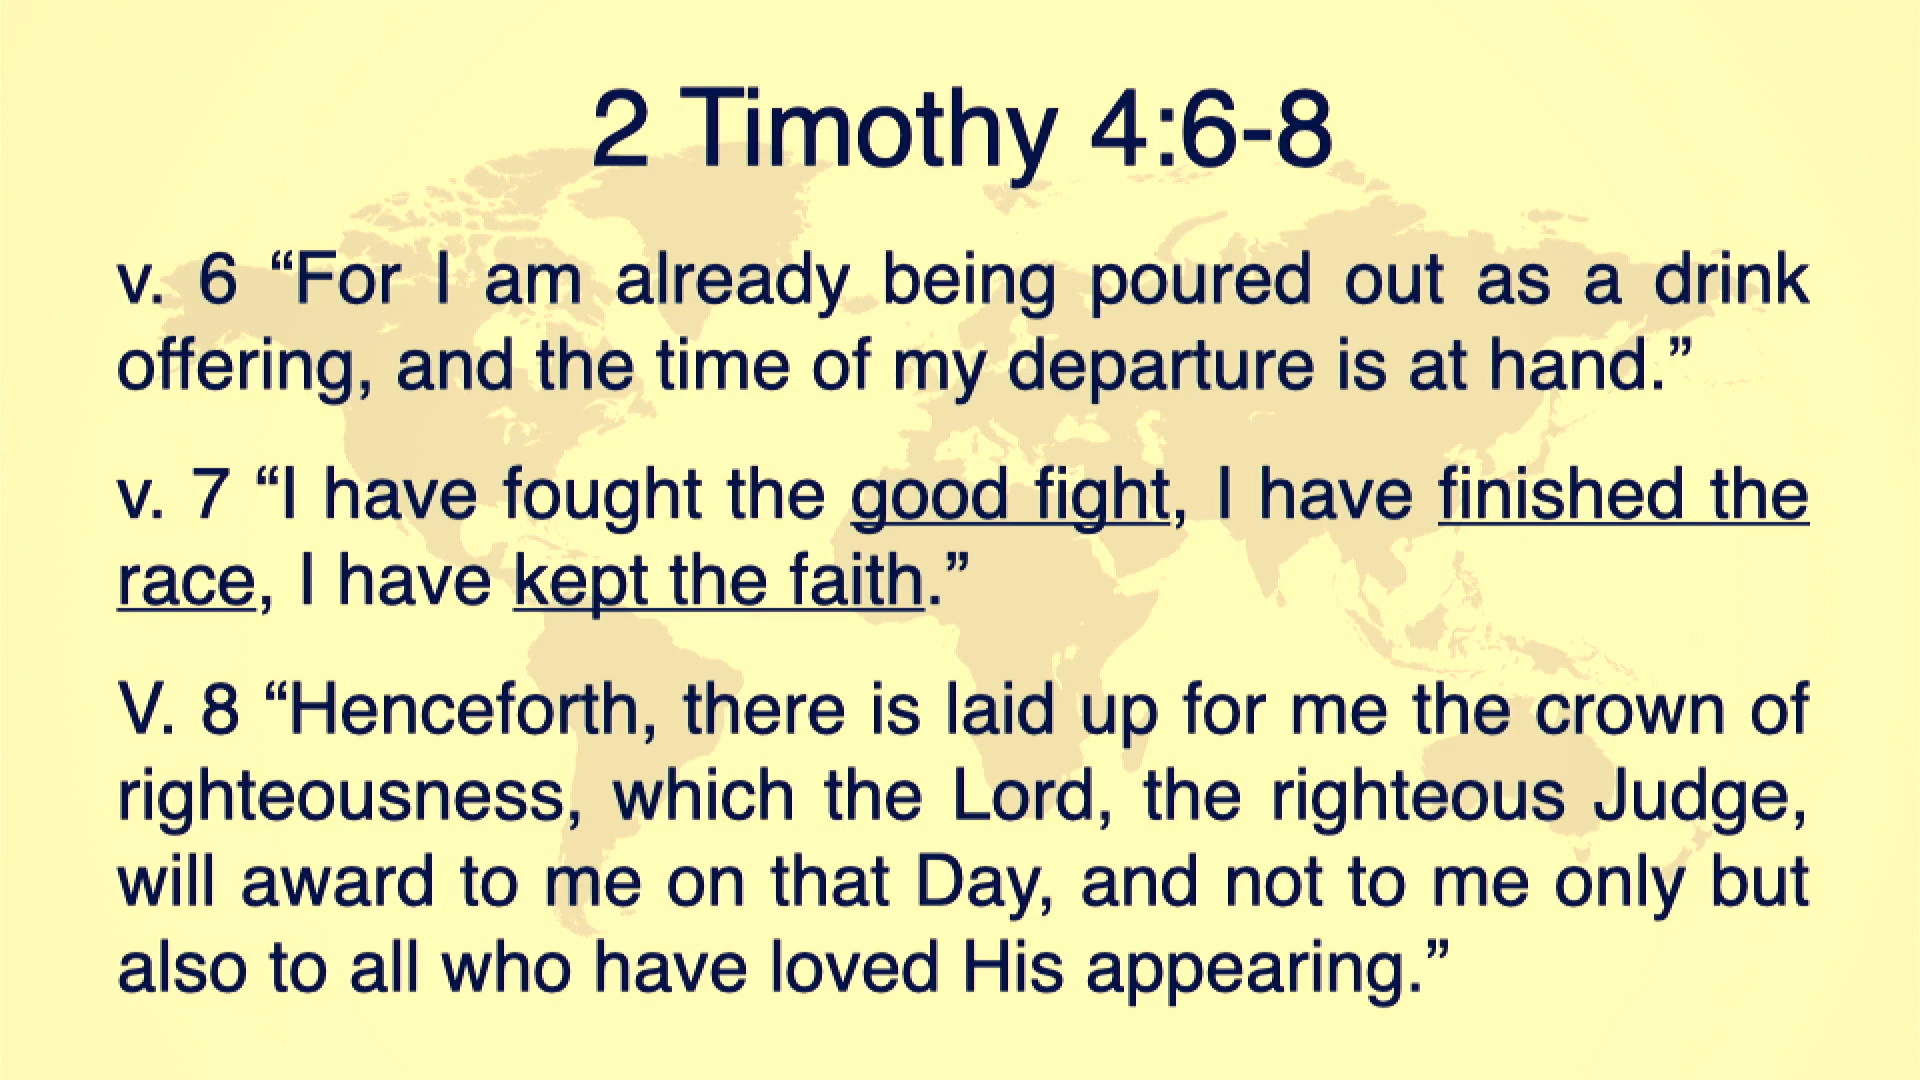 2 Timothy 4:6-8
v. 6 “For I am already being poured out as a drink
offering, and the time of my departure is at hand.”
v. 7 “I have fought the good fight, I have finished the
race, I have kept the faith.”
V. 8 “Henceforth, there is laid up for me the crown of
righteousness, which the Lord, the righteous Judge,
will award to me on that Day, and not to me only but
also to all who have loved His appearing.”